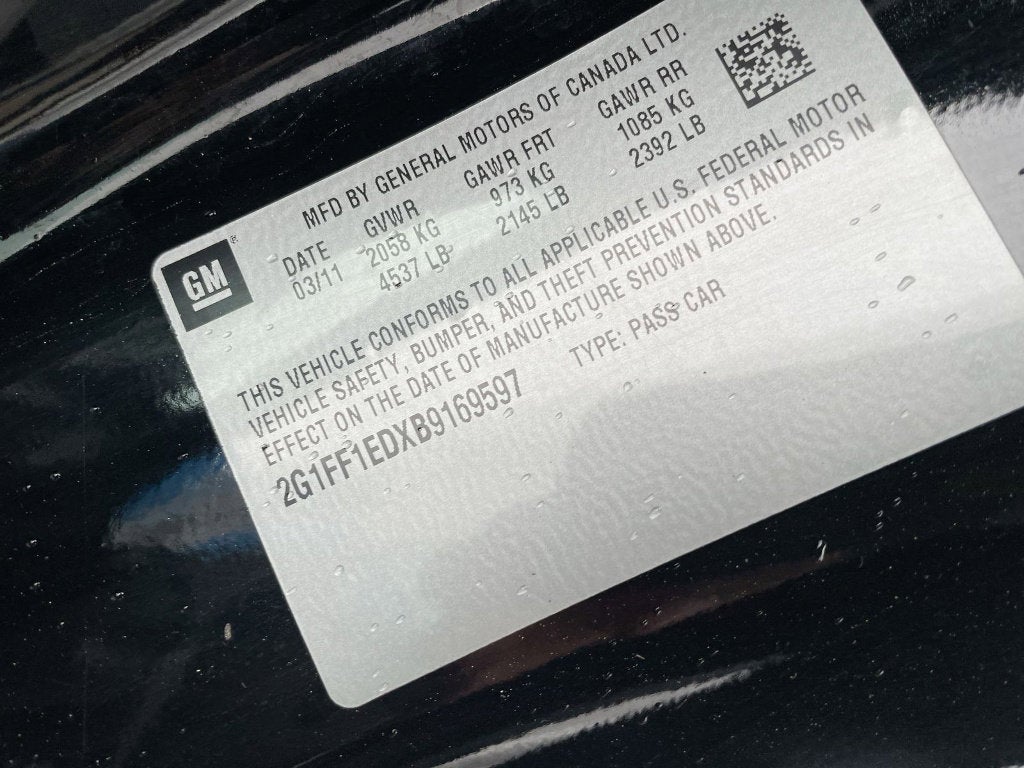 MFD BY GENERAL MOTORS OF CANADA LTD.
GM
DATE GVWR GAWR FRT GAWR RR
03/11 2058 KG 973 KG 1085 KG
4537 LB 2145 LB 2392 LB
THIS VEHICLE CONFORMS TO ALL APPLICABLE U.S. FEDERAL MOTOR
VEHICLE SAFETY, BUMPER, AND THEFT PREVENTION STANDARDS IN
EFFECT ON THE DATE OF MANUFACTURE SHOWN ABOVE.
2G1FF1EDXB9169597 TYPE: PASS CAR